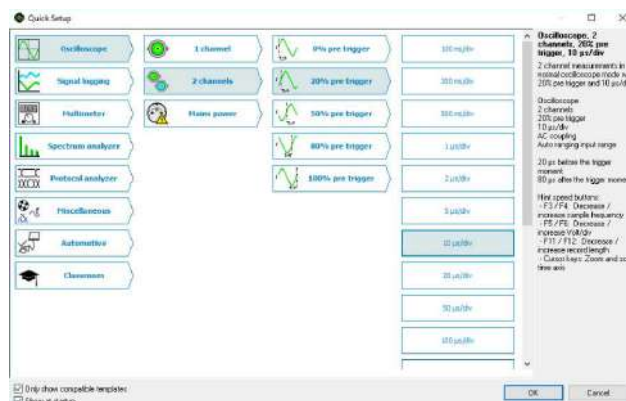 Quick Setup
Oscilloscope
Signal logging
Multimeter
Spectrum analyzer
Protocol analyzer
Miscellaneous
Automotive
Classroom
1 channel
2 channels
Mains power
0% pre trigger
20% pre trigger
50% pre trigger
80% pre trigger
100% pre trigger
100 ns/div
200 ns/div
500 ns/div
1 µs/div
2 µs/div
5 µs/div
10 µs/div
20 µs/div
50 µs/div
100 µs/div
Oscilloscope, 2
channels, 20% pre
trigger, 10 µs/div
2 channel measurements in
normal oscilloscope mode
20% pre trigger and 10 µs/d
Oscilloscope
2 channels
20% pre trigger
10 µs/div
AC coupling
Auto ranging input range
20 µs before the trigger
moment
80 µs after the trigger mome
Hint speed buttons:
- F3 / F4: Decrease /
increase sample frequency
- F5 / F6: Decrease /
increase Volt/div
- F11 / F12: Decrease /
increase record length
- Cursor keys: Zoom and sc
time axis
Only show compatible templates
Show at startup
OK
Cancel